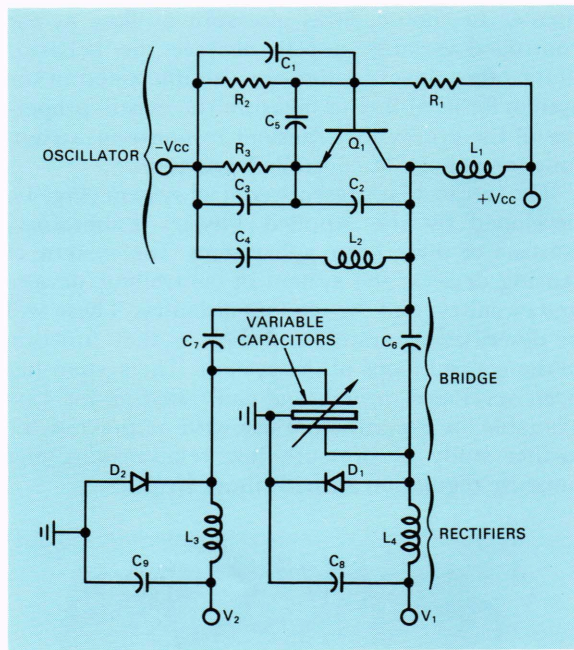 C1
R2
R1
C5
OSCILLATOR
−VCC
R3
Q1
L1
+VCC
C3
C2
C4
L2
C7
VARIABLE
CAPACITORS
C6
BRIDGE
D2
D1
L3
L4
RECTIFIERS
C9
C8
V2
V1